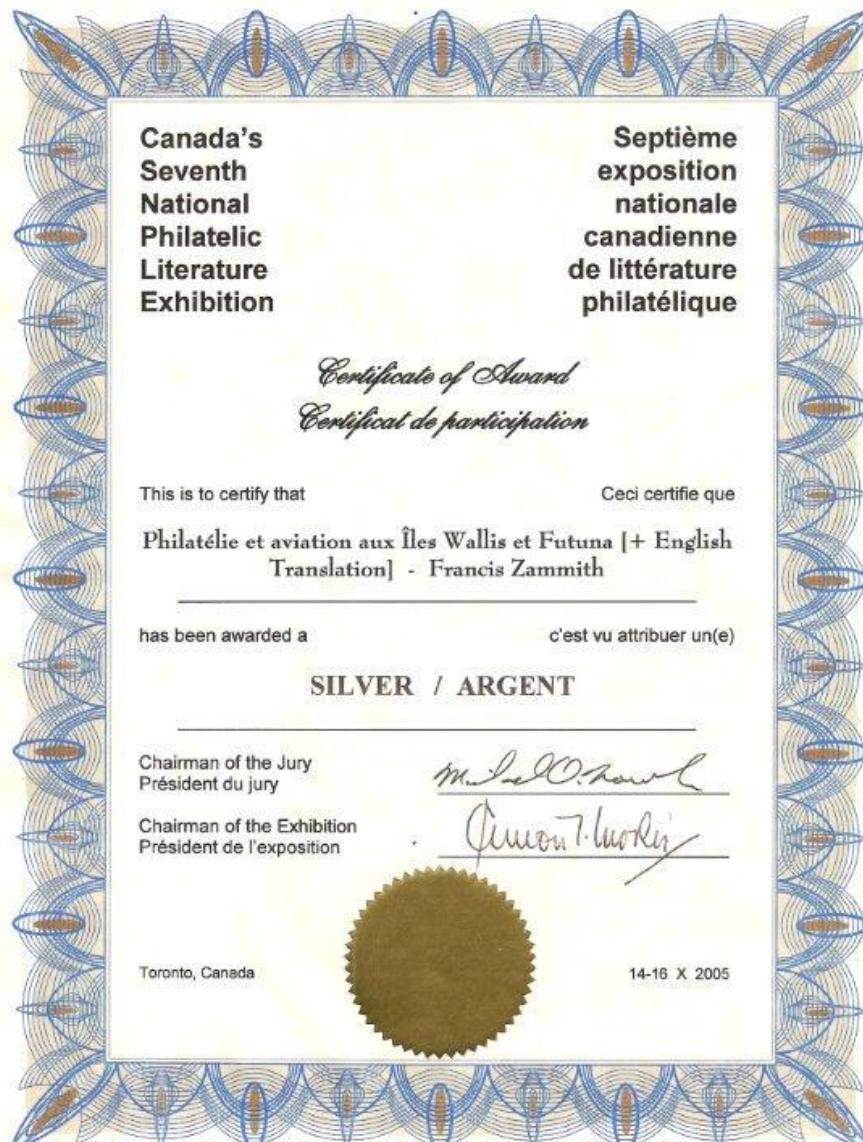 Canada's
Seventh
National
Philatelic
Literature
Exhibition
Septième
exposition
nationale
canadienne
de littérature
philatélique
Certificate of Award
Certificat de participation
This is to certify that
Ceci certifie que
Philatélie et aviation aux Îles Wallis et Futuna [+ English
Translation] - Francis Zammith
has been awarded a
c'est vu attribuer un(e)
SILVER / ARGENT
Chairman of the Jury
Président du jury
Chairman of the Exhibition
Président de l'exposition
Toronto, Canada
14-16 X 2005